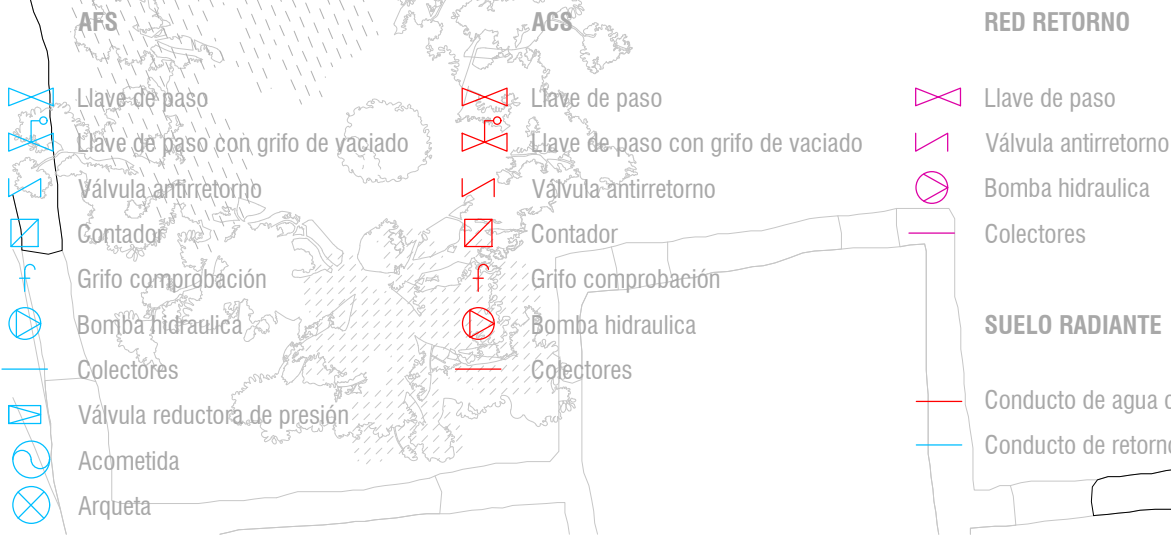 AFS
Llave de paso
Llave de paso con grifo de vaciado
Válvula antirretorno
Contador
Grifo comprobación
Bomba hidraulica
Colectores
Válvula reductora de presión
Acometida
Arqueta
ACS
Llave de paso
Llave de paso con grifo de vaciado
Válvula antirretorno
Contador
Grifo comprobación
Bomba hidraulica
Colectores
RED RETORNO
Llave de paso
Válvula antirretorno
Bomba hidraulica
Colectores
SUELO RADIANTE
Conducto de agua
Conducto de retorno